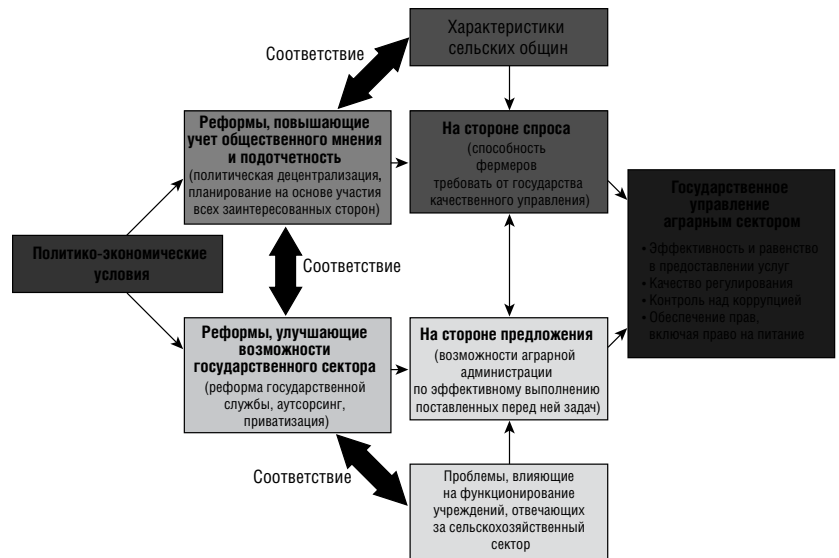 Характеристики
сельских общин
Соответствие
Реформы, повышающие
учет общественного мнения
и подотчетность
(политическая децентрализация,
планирование на основе участия
всех заинтересованных сторон)
На стороне спроса
(способность
фермеров
требовать от государства
качественного управления)
Государственное
управление
аграрным сектором
• Эффективность и равенство
в предоставлении услуг
• Качество регулирования
• Контроль над коррупцией
• Обеспечение прав,
включая право на питание
Политико-экономические
условия
Соответствие
Реформы, улучшающие
возможности
государственного сектора
(реформа государственной
службы, аутсорсинг,
приватизация)
На стороне предложения
(возможности аграрной
администрации
по эффективному выполнению
поставленных перед ней задач)
Соответствие
Проблемы, влияющие
на функционирование
учреждений, отвечающих
за сельскохозяйственный
сектор